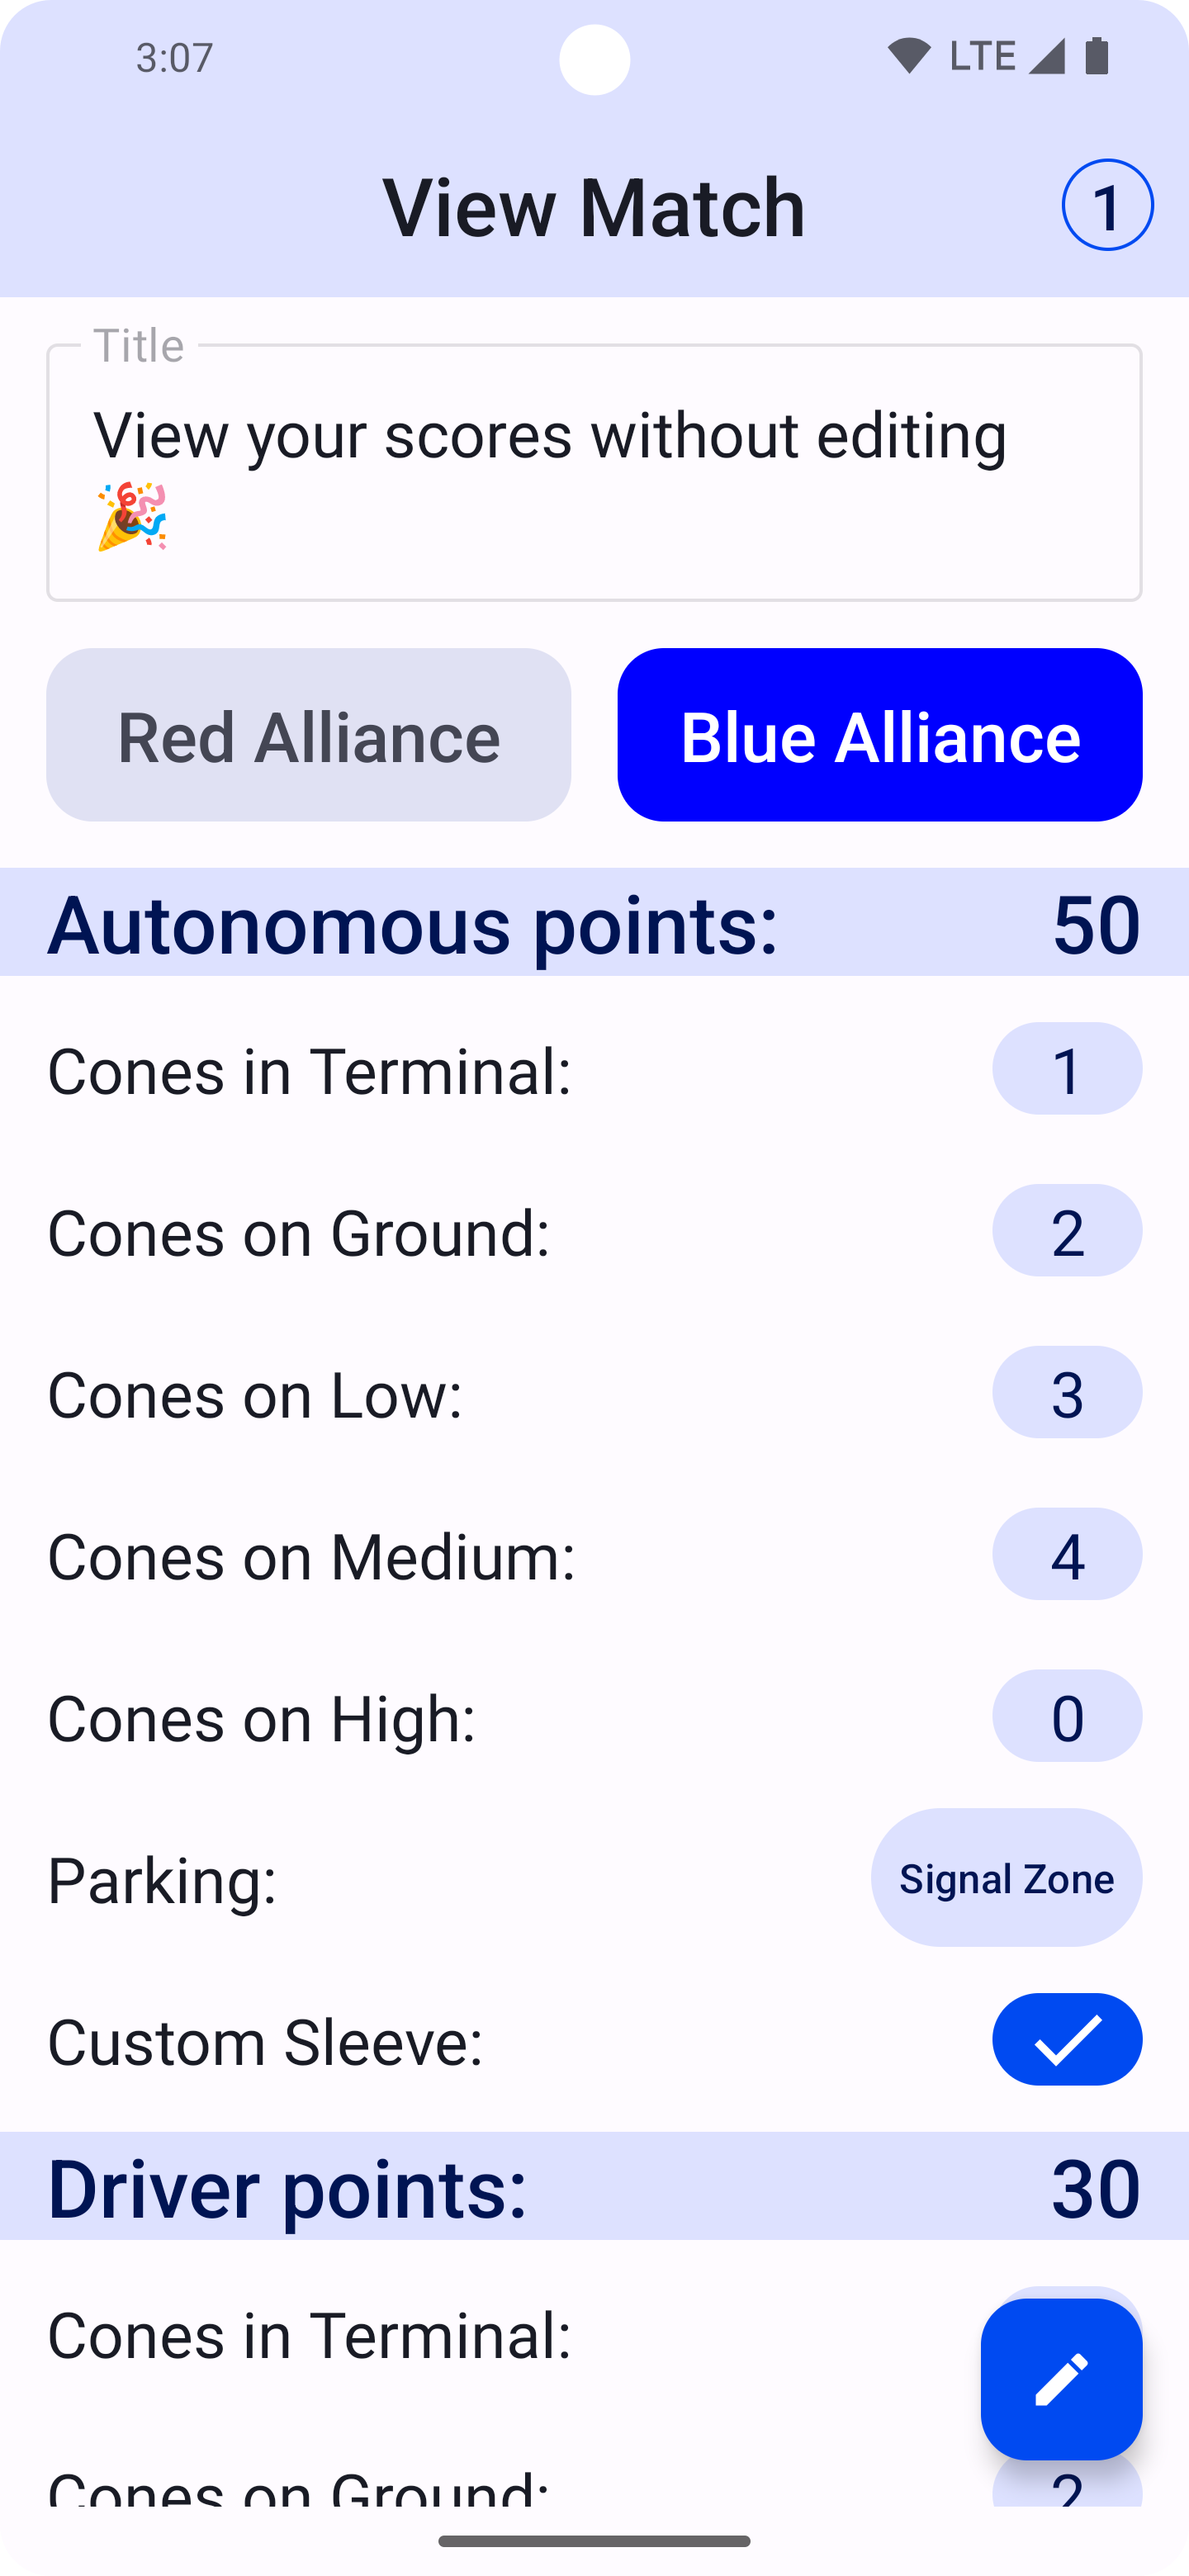 3:07 LTE
View Match 1
Title
View your scores without editing
🎉
Red Alliance Blue Alliance
Autonomous points: 50
Cones in Terminal: 1
Cones on Ground: 2
Cones on Low: 3
Cones on Medium: 4
Cones on High: 0
Parking: Signal Zone
Custom Sleeve:
Driver points: 30
Cones in Terminal:
Cones on Ground: 2